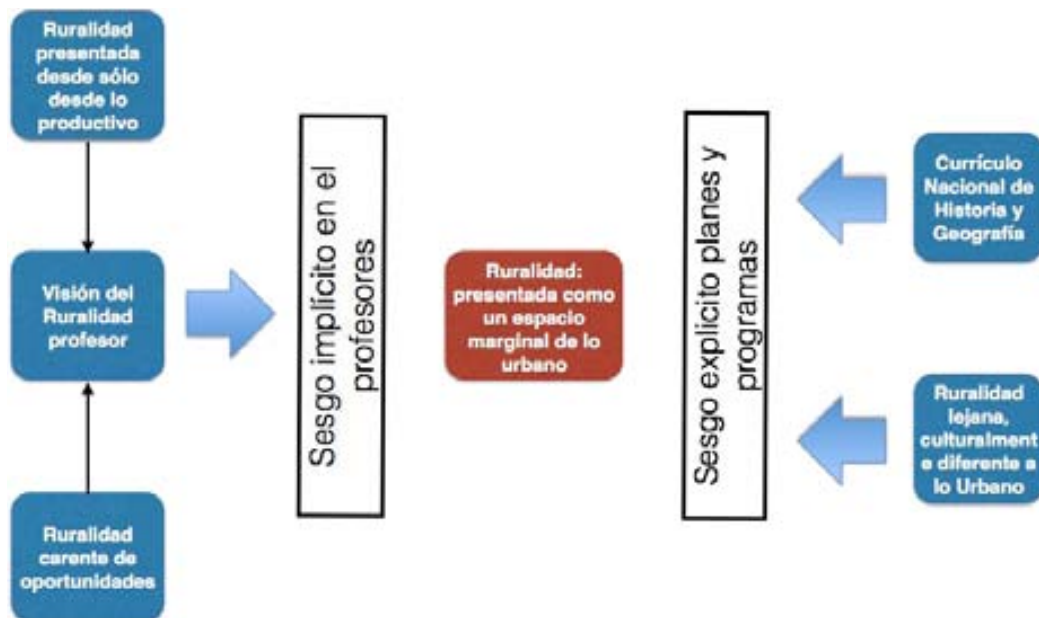 Ruralidad
presentada
desde sólo
desde lo
productivo
Visión del
Ruralidad
profesor
Ruralidad
carente de
oportunidades
Sesgo implícito en el
profesores
Ruralidad:
presentada como
un espacio
marginal de lo
urbano
Sesgo explicito planes y
programas
Currículo
Nacional de
Historia y
Geografía
Ruralidad
lejana,
culturalment
e diferente a
lo Urbano